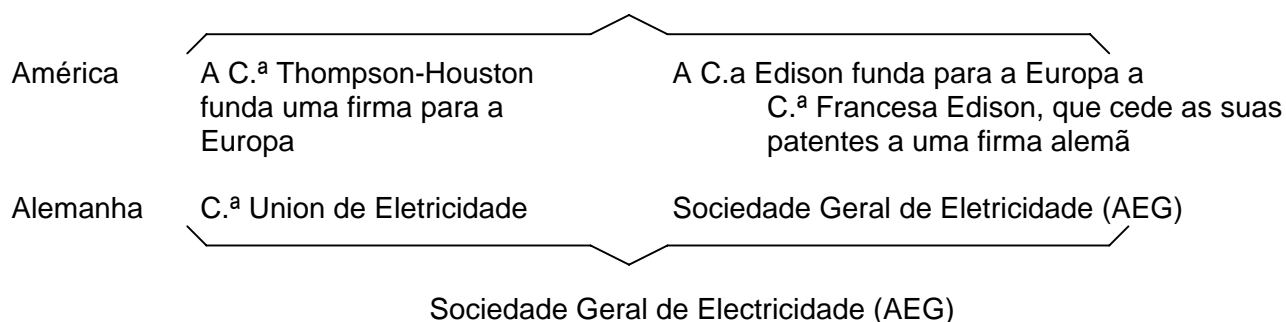 América
A C.ª Thompson-Houston
funda uma firma para a
Europa
A C.a Edison funda para a Europa a
C.ª Francesa Edison, que cede as suas
patentes a uma firma alemã
Alemanha
C.ª Union de Eletricidade
Sociedade Geral de Eletricidade (AEG)
Sociedade Geral de Electricidade (AEG)